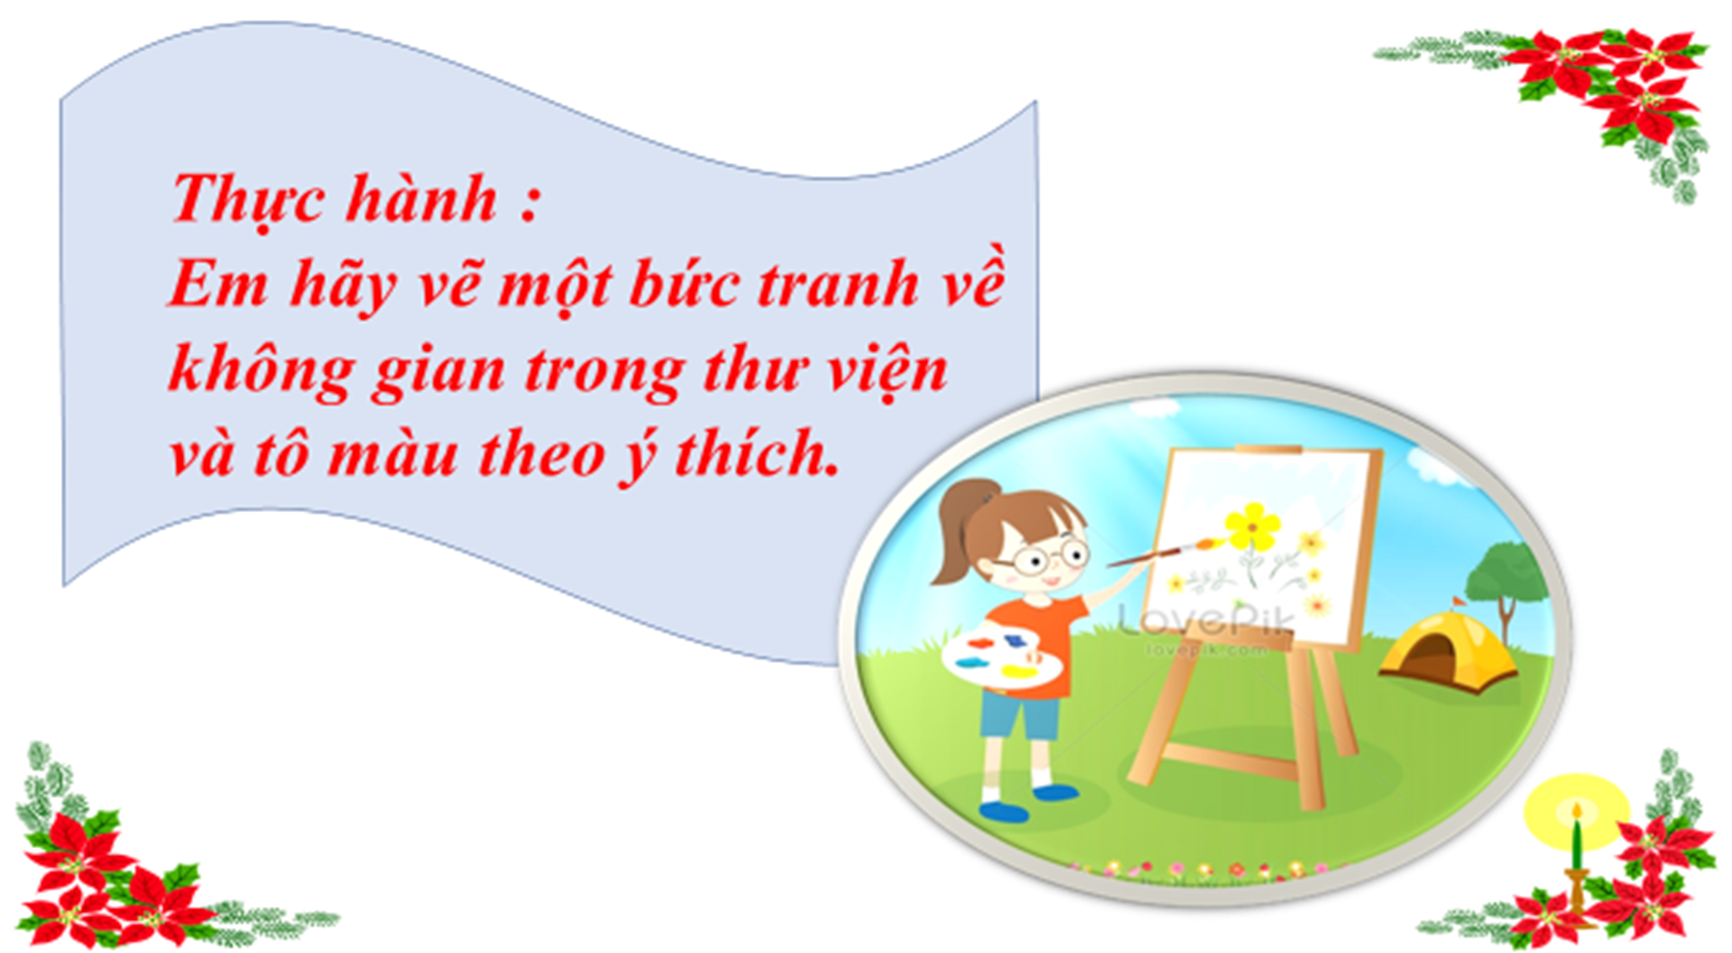 Thực hành :
Em hãy vẽ một bức tranh về
không gian trong thư viện
và tô màu theo ý thích.
LovePik
lovepik.com